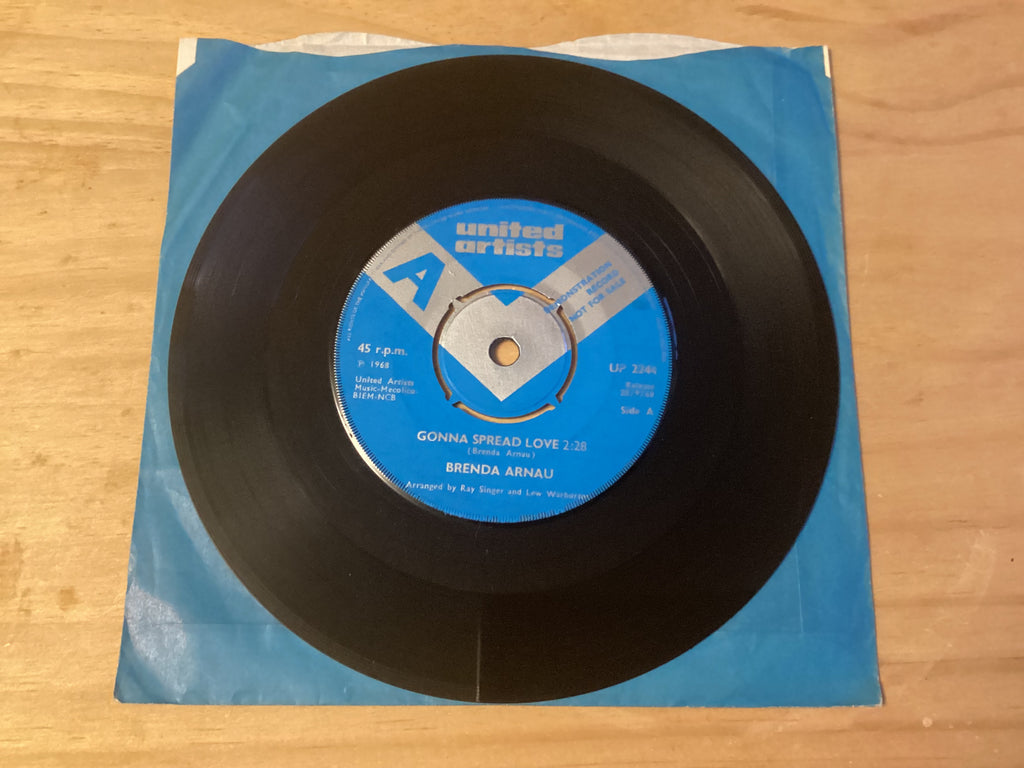 united
artists
A
DEMONSTRATION
RECORD
NOT FOR SALE
45 r.p.m.
℗ 1968
United Artists
Music-Mecolico
BIEM-NCB
UP 2244
Release
Side A
GONNA SPREAD LOVE 2:28
(Brenda Arnau)
BRENDA ARNAU
Arranged by Ray Singer and Lew Warburton